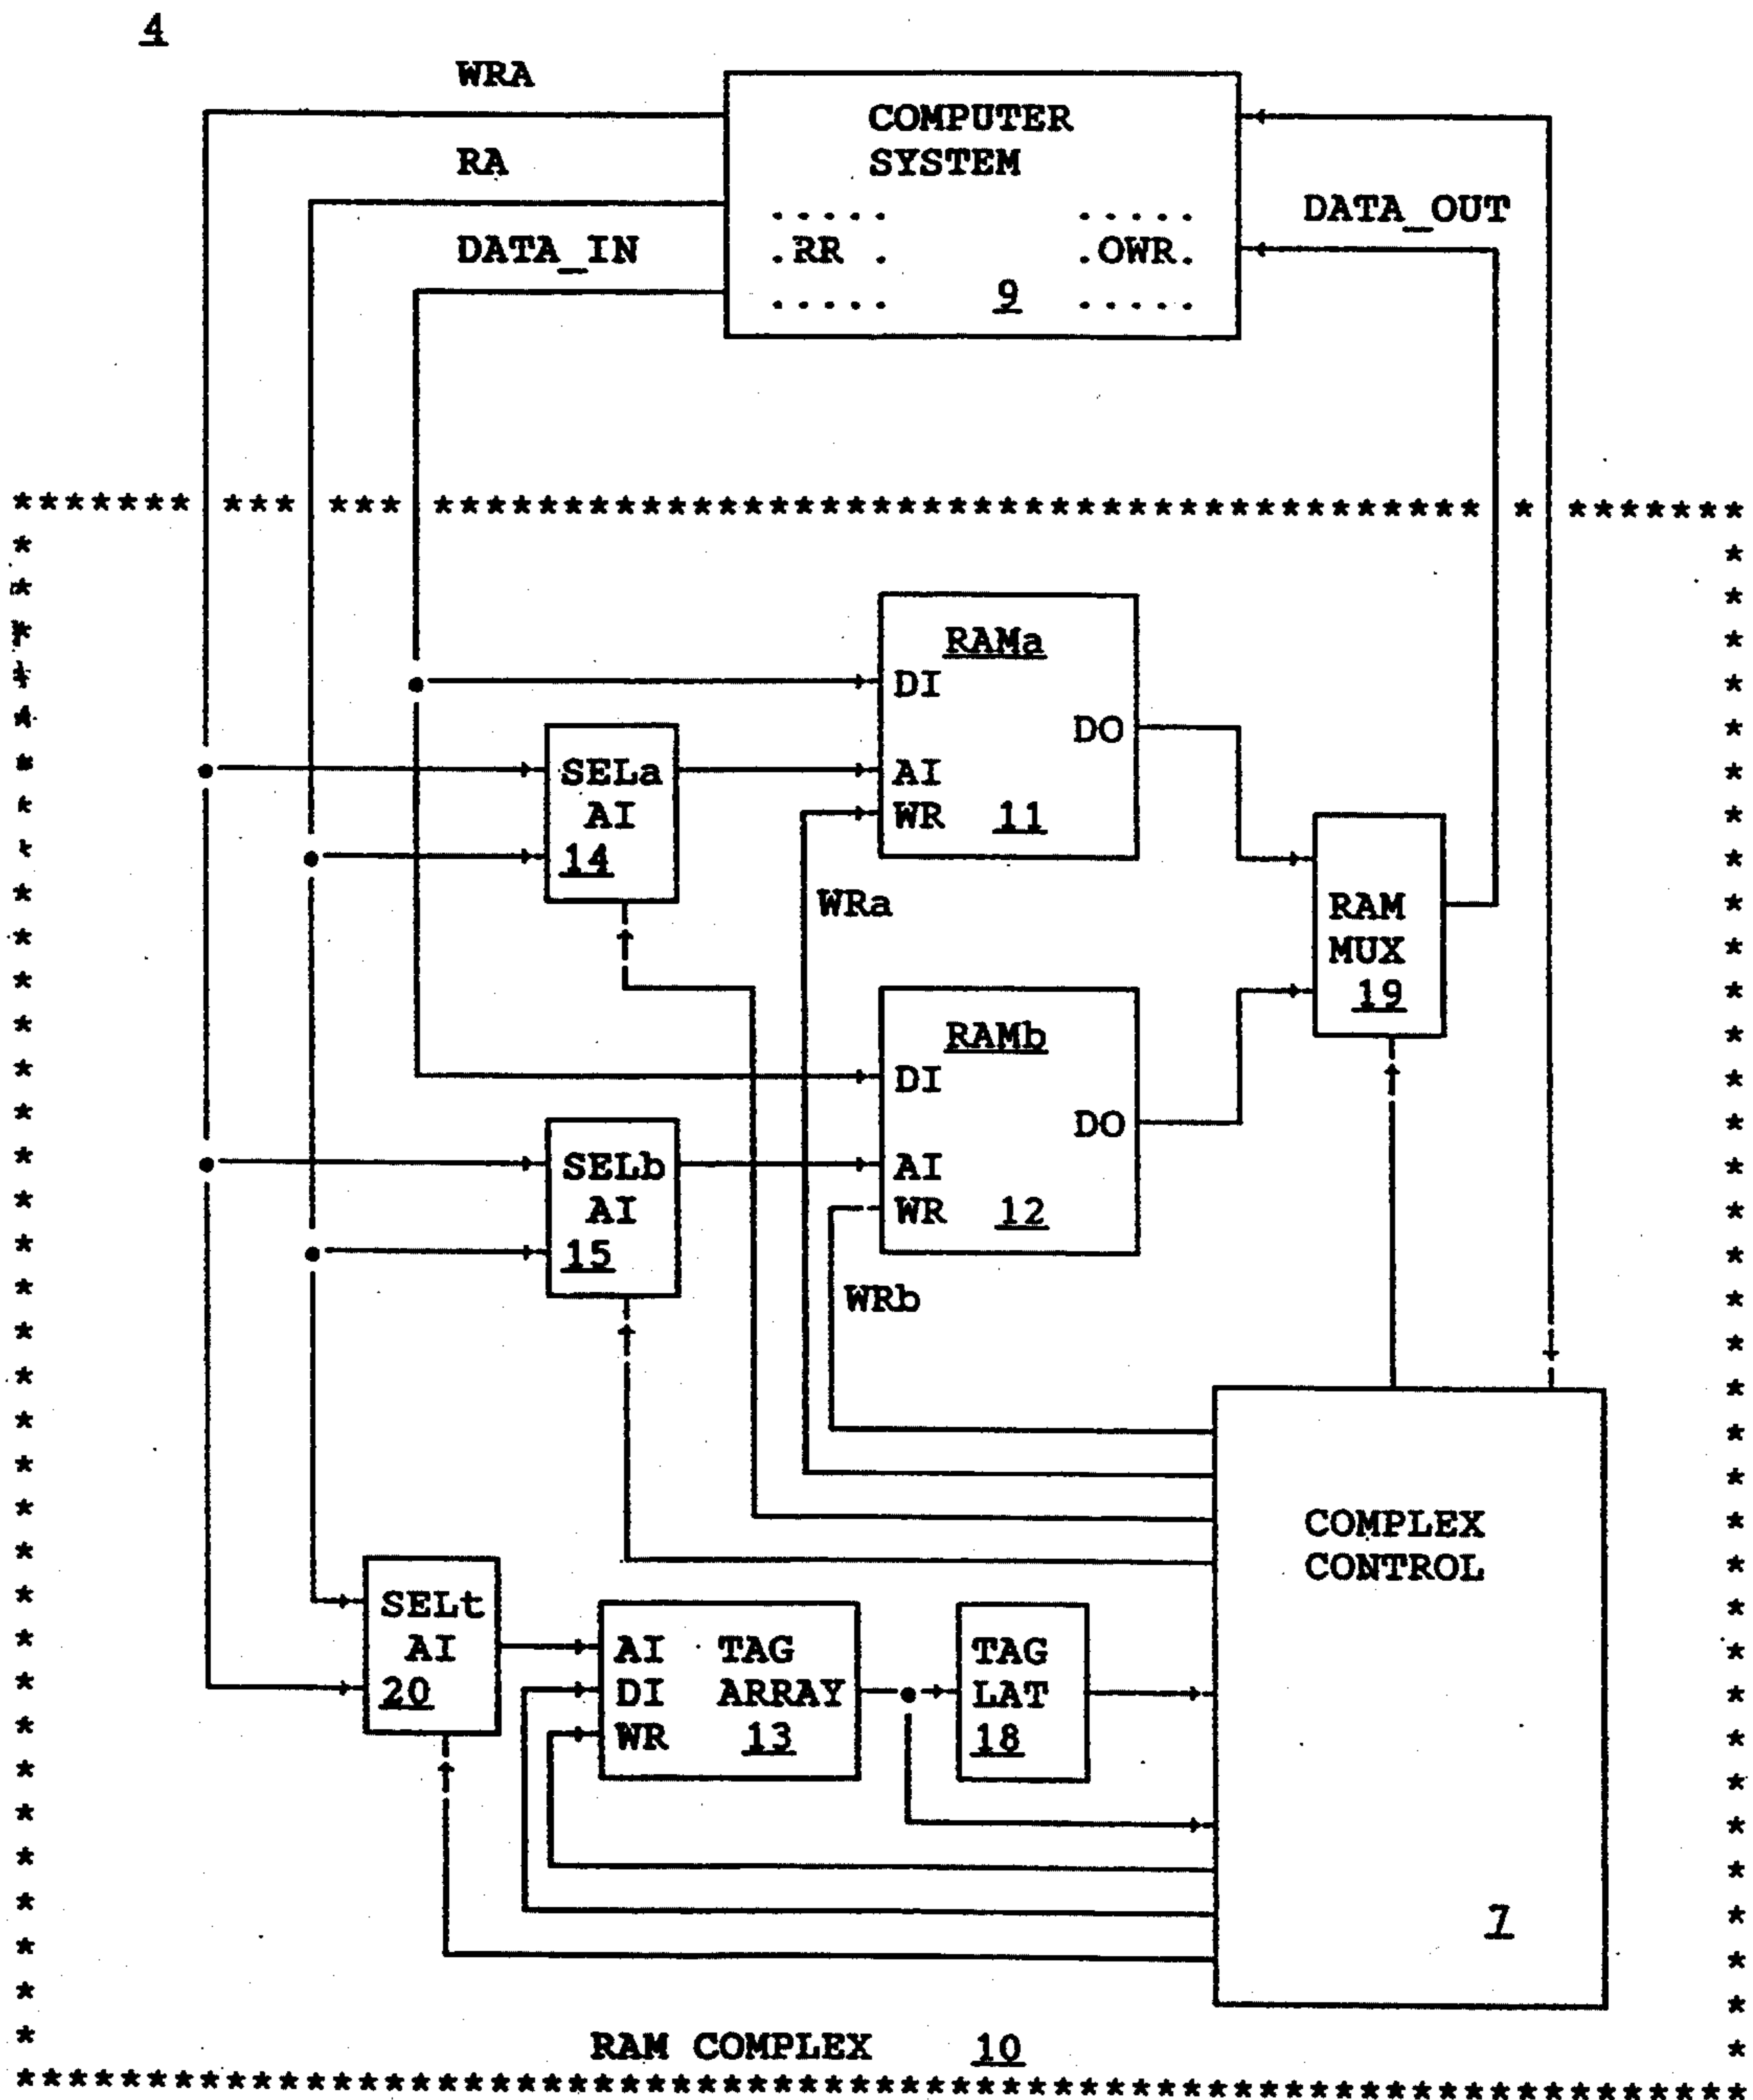 4
WRA
COMPUTER
SYSTEM
RA
DATA_OUT
DATA_IN
.RR .
.OWR.
9
RAMa
DI
DO
SELa
AI
14
AI
WR
11
WRa
RAM
MUX
19
RAMb
DI
DO
SELb
AI
15
AI
WR
12
WRb
COMPLEX
CONTROL
SELt
AI
20
AI TAG
DI ARRAY
WR 13
TAG
LAT
18
7
RAM COMPLEX 10